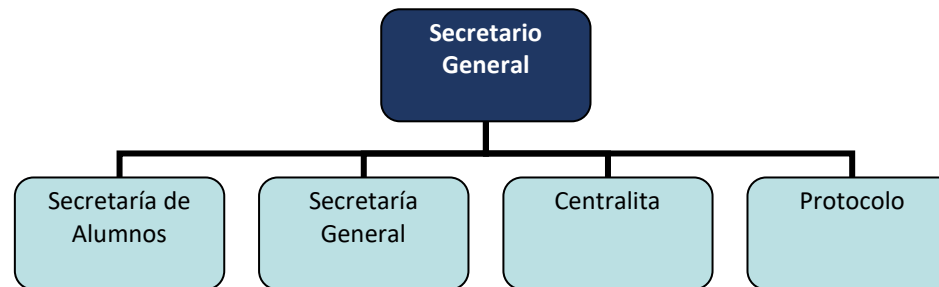 Secretario
General
Secretaría de
Alumnos
Secretaría
General
Centralita
Protocolo